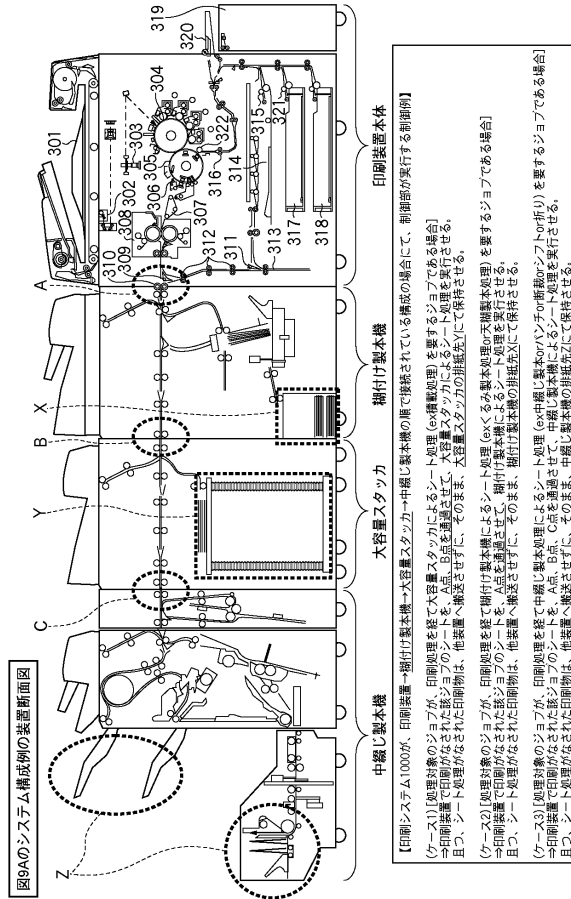 図9Aのシステム構成例の装置断面図
Z
C
Y
B
X
A
310
309
308
302
303
301
305
304
306
307
312
311
313
322
316
314
315
321
317
318
320
319
中綴じ製本機
大容量スタッカ
糊付け製本機
印刷装置本体
【印刷システム1000が、印刷装置→糊付け製本機→大容量スタッカ→中綴じ製本機の順で接続されている構成の場合にて、制御部が実行する制御例】
(ケース1)[処理対象のジョブが、印刷処理を経て大容量スタッカによるシート処理(ex積載処理)を要するジョブである場合]
⇒印刷装置で印刷がなされた該ジョブのシートを、A点、B点を通過させて、大容量スタッカによるシート処理を実行させる。
且つ、シート処理がなされた印刷物は、他装置へ搬送させずに、そのまま、大容量スタッカの排紙先Yにて保持させる。
(ケース2)[処理対象のジョブが、印刷処理を経て糊付け製本機によるシート処理(exくるみ製本処理or天糊製本処理)を要するジョブである場合]
⇒印刷装置で印刷がなされた該ジョブのシートを、A点を通過させて、糊付け製本機によるシート処理を実行させる。
且つ、シート処理がなされた印刷物は、他装置へ搬送させずに、そのまま、糊付け製本機の排紙先Xにて保持させる。
(ケース3)[処理対象のジョブが、印刷処理を経て中綴じ製本処理によるシート処理(ex中綴じ製本orパンチor断裁orシフトor折り)を要するジョブである場合]
⇒印刷装置で印刷がなされた該ジョブのシートを、A点、B点、C点を通過させて、中綴じ製本機によるシート処理を実行させる。
且つ、シート処理がなされた印刷物は、他装置へ搬送させずに、そのまま、中綴じ製本機の排紙先Zにて保持させる。